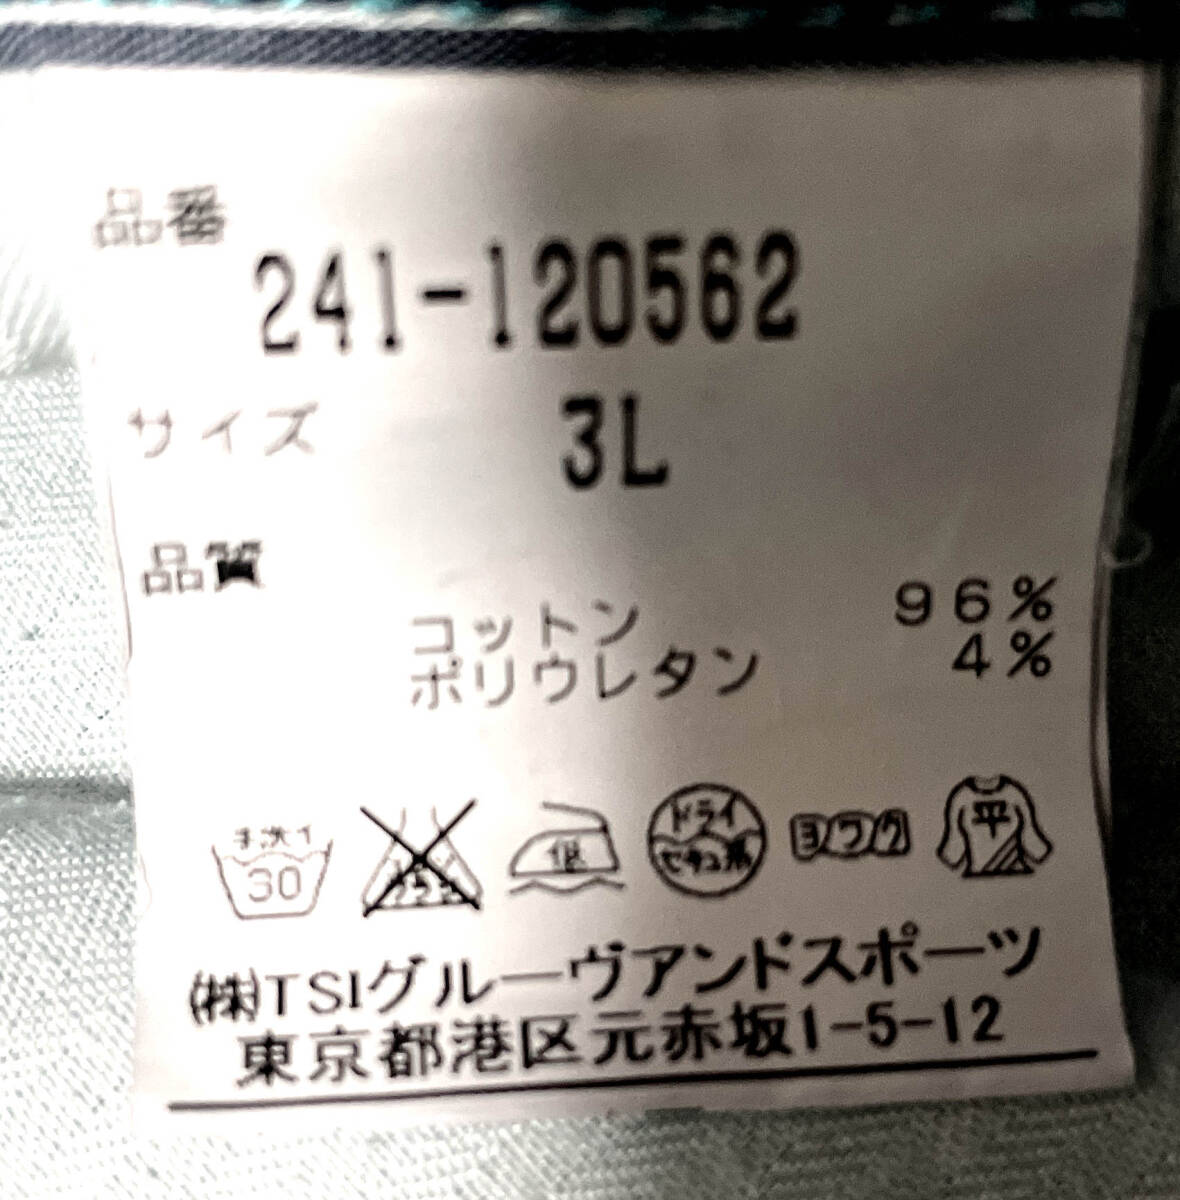 品番
241-120562
サイズ 3L
品質
コットン 96%
ポリウレタン 4%
手洗イ 30 低 ドライ セキユ系 ヨワク 平
(株)TSIグルーヴアンドスポーツ
東京都港区元赤坂1-5-12